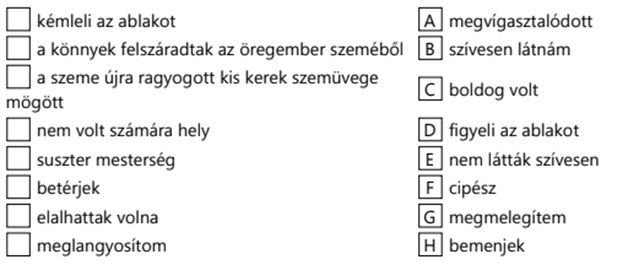 kémleli az ablakot A megvígasztalódott
a könnyek felszáradtak az öregember szeméből B szívesen látnám
a szeme újra ragyogott kis kerek szemüvege
mögött C boldog volt
nem volt számára hely D figyeli az ablakot
suszter mesterség E nem látták szívesen
betérjek F cipész
elalhattak volna G megmelegítem
meglangyosítom H bemenjek